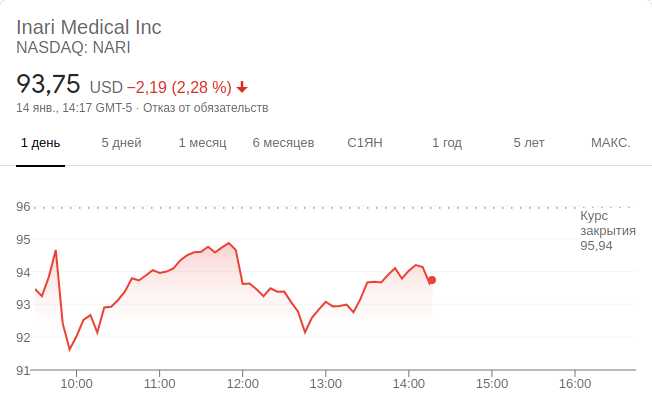 Inari Medical Inc
NASDAQ: NARI
93,75 USD −2,19 (2,28 %)
14 янв., 14:17 GMT-5 · Отказ от обязательств
1 день 5 дней 1 месяц 6 месяцев С1ЯН 1 год 5 лет МАКС.
96
Курс
закрытия
95,94
95
94
93
92
91
10:00 11:00 12:00 13:00 14:00 15:00 16:00